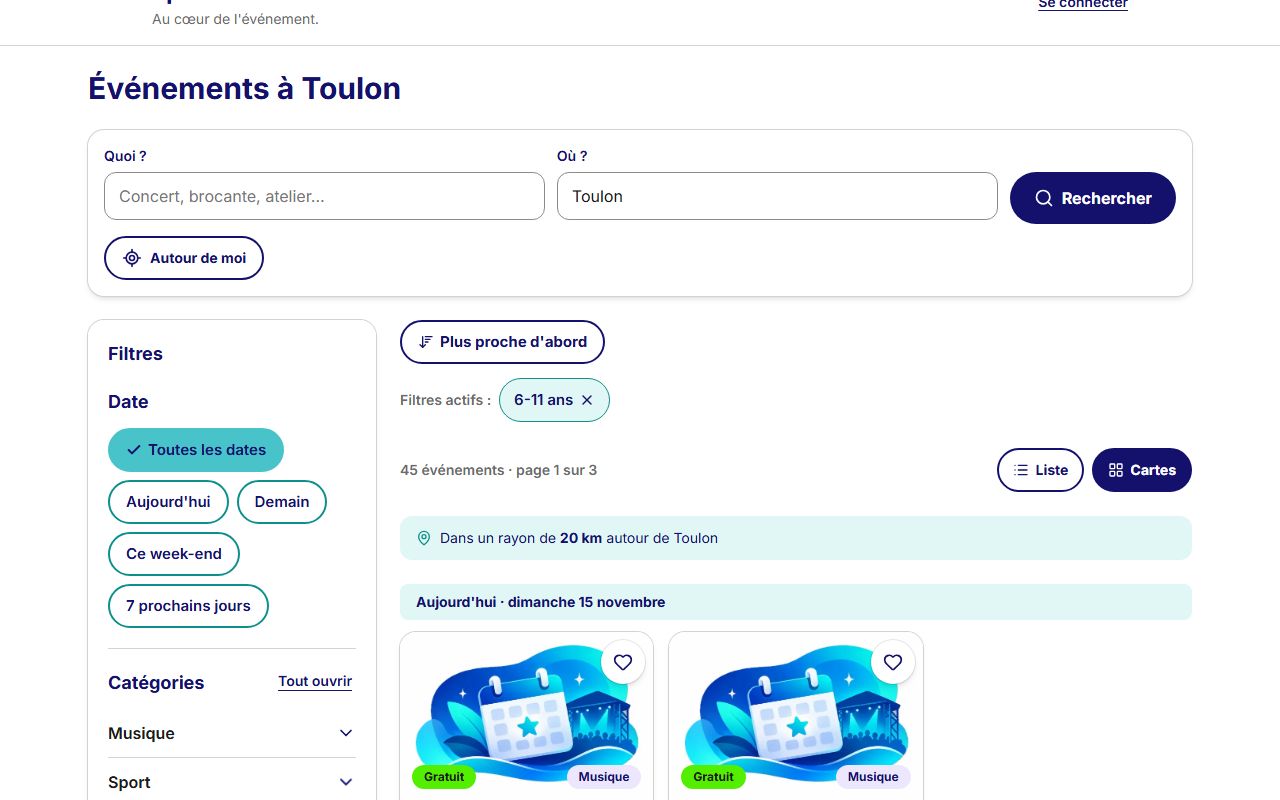 Au cœur de l'événement.
Se connecter
Événements à Toulon
Quoi ?
Où ?
Concert, brocante, atelier...
Toulon
Rechercher
Autour de moi
Filtres
Date
Toutes les dates
Aujourd'hui
Demain
Ce week-end
7 prochains jours
Catégories
Tout ouvrir
Musique
Sport
Plus proche d'abord
Filtres actifs :
6-11 ans
45 événements · page 1 sur 3
Liste
Cartes
Dans un rayon de 20 km autour de Toulon
Aujourd'hui · dimanche 15 novembre
Gratuit
Musique
Gratuit
Musique